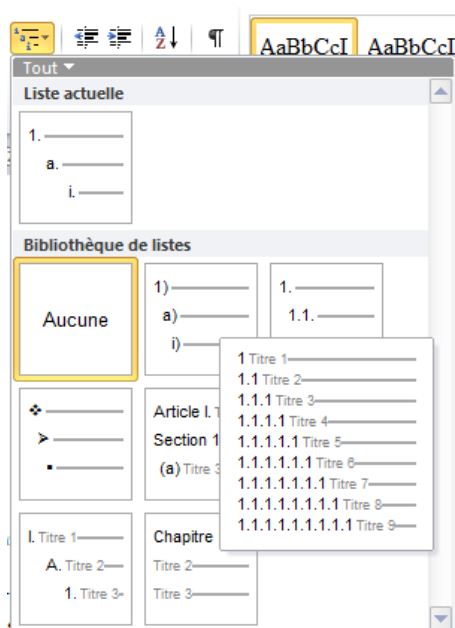 AaBbCcI AaBbCcI
Tout
Liste actuelle
1.
a.
i.
Bibliothèque de listes
Aucune
1)
a)
i)
1.
1.1.
1 Titre 1
1.1 Titre 2
1.1.1 Titre 3
1.1.1.1 Titre 4
1.1.1.1.1 Titre 5
1.1.1.1.1.1 Titre 6
1.1.1.1.1.1.1 Titre 7
1.1.1.1.1.1.1.1 Titre 8
1.1.1.1.1.1.1.1.1 Titre 9
Article I.
Section 1
(a) Titre 3
I. Titre 1
A. Titre 2
1. Titre 3
Chapitre
Titre 2
Titre 3